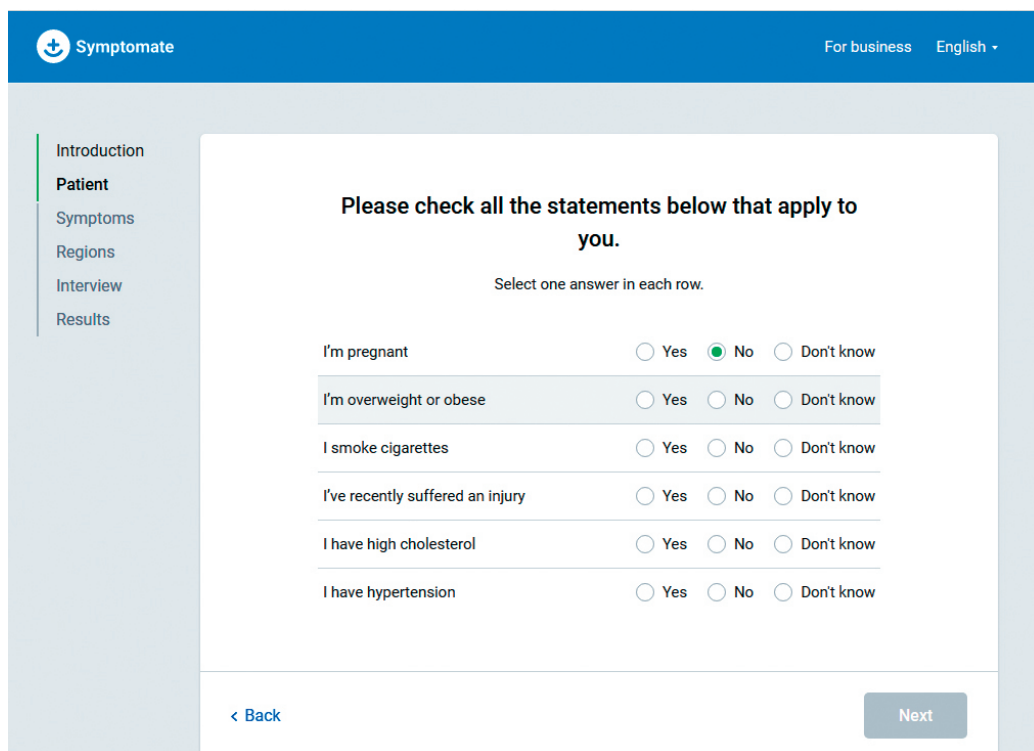 Symptomate
For business English
Introduction
Patient
Symptoms
Regions
Interview
Results
Please check all the statements below that apply to
you.
Select one answer in each row.
I'm pregnant Yes No Don't know
I'm overweight or obese Yes No Don't know
I smoke cigarettes Yes No Don't know
I've recently suffered an injury Yes No Don't know
I have high cholesterol Yes No Don't know
I have hypertension Yes No Don't know
< Back
Next